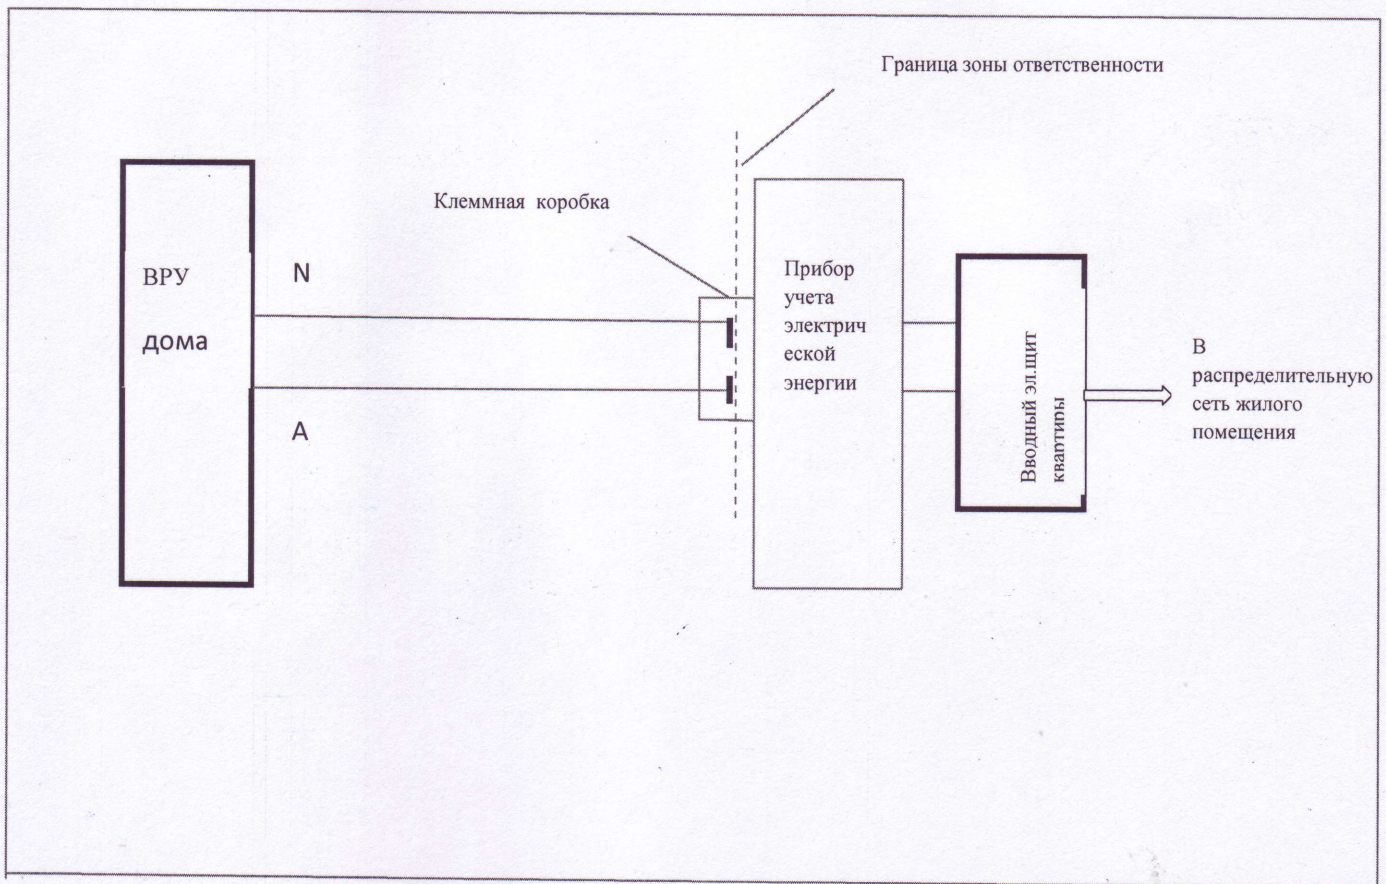 Граница зоны ответственности
Клеммная коробка
ВРУ
дома
N
A
Прибор
учета
электрич
еской
энергии
Вводный эл.щит
квартиры
В
распределительную
сеть жилого
помещения